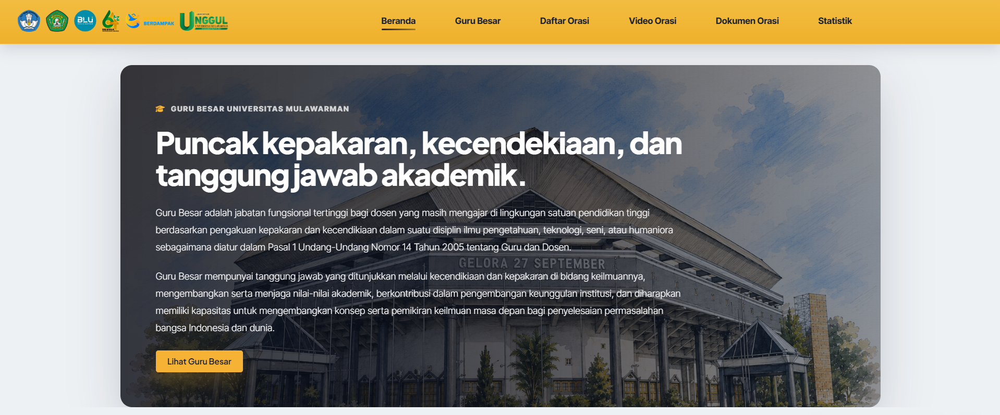 BLU
BERDAMPAK
UNGGUL
UNIVERSITAS MULAWARMAN
Beranda
Guru Besar
Daftar Orasi
Video Orasi
Dokumen Orasi
Statistik
GURU BESAR UNIVERSITAS MULAWARMAN
Puncak kepakaran, kecendekiaan, dan
tanggung jawab akademik.
Guru Besar adalah jabatan fungsional tertinggi bagi dosen yang masih mengajar di lingkungan satuan pendidikan tinggi
berdasarkan pengakuan kepakaran dan kecendikiaan dalam suatu disiplin ilmu pengetahuan, teknologi, seni, atau humaniora
sebagaimana diatur dalam Pasal 1 Undang-Undang Nomor 14 Tahun 2005 tentang Guru dan Dosen.
GELORA 27 SEPTEMBER
Guru Besar mempunyai tanggung jawab yang ditunjukkan melalui kecendikiaan dan kepakaran di bidang keilmuannya,
mengembangkan serta menjaga nilai-nilai akademik, berkontribusi dalam pengembangan keunggulan institusi, dan diharapkan
memiliki kapasitas untuk mengembangkan konsep serta pemikiran keilmuan masa depan bagi penyelesaian permasalahan
bangsa Indonesia dan dunia.
Lihat Guru Besar